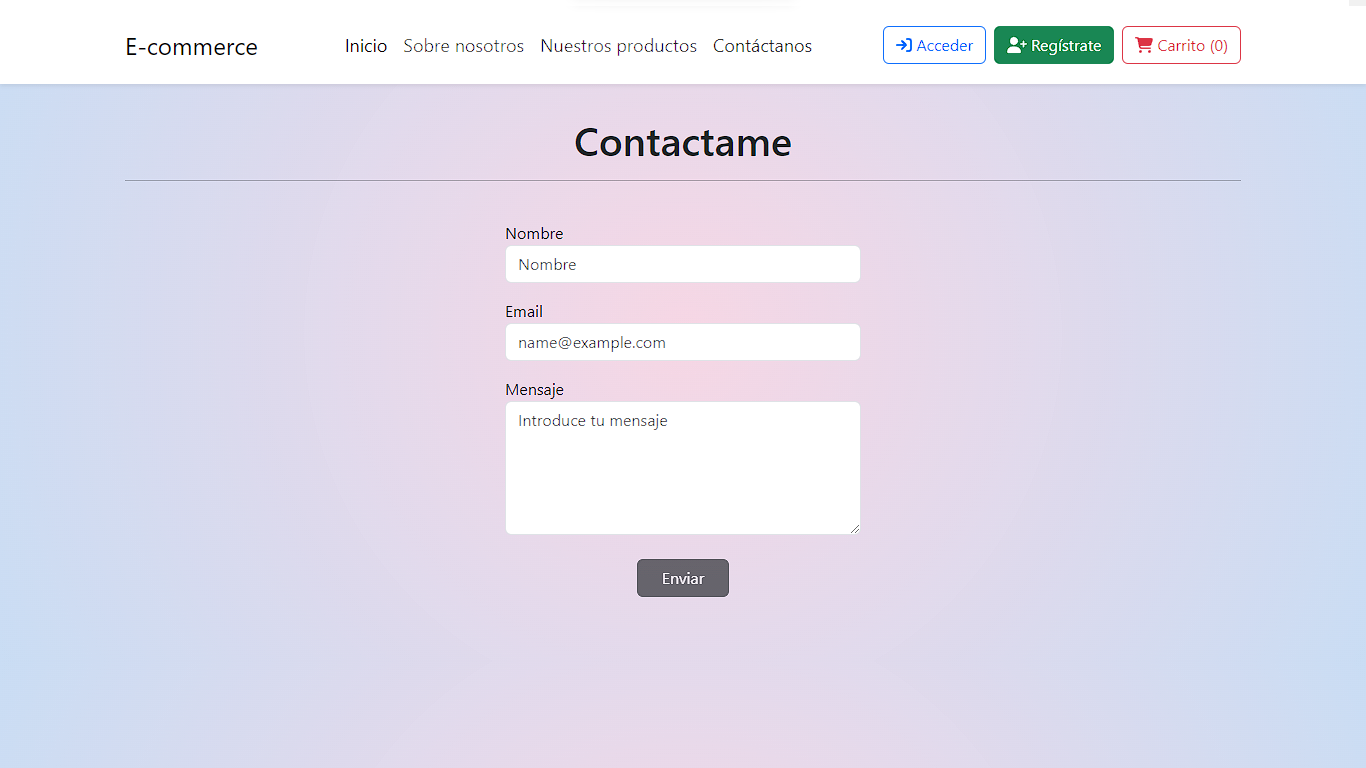 E-commerce Inicio Sobre nosotros Nuestros productos Contáctanos Acceder Regístrate Carrito (0)
Contactame
Nombre
Nombre
Email
name@example.com
Mensaje
Introduce tu mensaje
Enviar